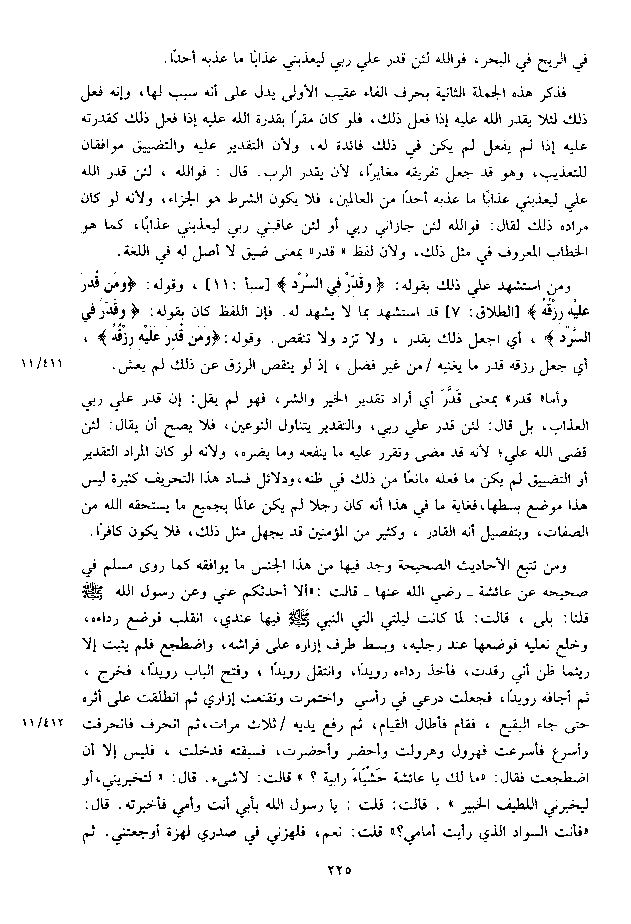 في الريح في البحر، فوالله لئن قدر علي ربي ليعذبني عذابًا ما عذبه أحدًا.
فذكر هذه الجملة الثانية بحرف الفاء عقيب الأولى يدل على أنه سبب لها، وإنه فعل
ذلك لئلا يقدر الله عليه إذا فعل ذلك، فلو كان مقرًا بقدرة الله عليه إذا فعل ذلك كقدرته
عليه إذا لم يفعل لم يكن في ذلك فائدة له، ولأن التقدير عليه والتضييق موافقان
للتعذيب، وهو قد جعل تفريقه مغايرًا، لأن يقدر الرب. قال : فوالله ، لئن قدر الله
علي ليعذبني عذابًا ما عذبه أحدًا من العالمين، فلا يكون الشرط هو الجزاء، ولأنه لو كان
مراده ذلك لقال: فوالله لئن جازاني ربي أو لئن عاقبني ربي ليعذبني عذابًا، كما هو
الخطاب المعروف في مثل ذلك، ولأن لفظ « قدر» بمعنى ضيق لا أصل له في اللغة.
ومن استشهد علي ذلك بقوله: ﴿ وَقَدِّرْ فِي السَّرْدِ ﴾ [سبأ :١١] ، وقوله: ﴿وَمَن قُدِرَ
عَلَيْهِ رِزْقُهُ ﴾ [الطلاق: ٧] قد استشهد بما لا يشهد له. فإن اللفظ كان بقوله: ﴿ وَقَدِّرْ فِي
السَّرْدِ ﴾ ، أي اجعل ذلك بقدر ، ولا تزد ولا تنقص. وقوله: ﴿وَمَن قُدِرَ عَلَيْهِ رِزْقُهُ ﴾ ،
أي جعل رزقه قدر ما يغنيه /من غير فضل ، إذ لو ينقص الرزق عن ذلك لم يعش. ١١/٤١١
وأما« قدر» بمعنى قَدَّرَ أي أراد تقدير الخير والشر، فهو لم يقل: إن قدر علي ربي
العذاب، بل قال: لئن قدر علي ربي، والتقدير يتناول النوعين، فلا يصح أن يقال: لئن
قضى الله علي؛ لأنه قد مضى وتقرر عليه ما ينفعه وما يضره، ولأنه لو كان المراد التقدير
أو التضييق لم يكن ما فعله مانعًا من ذلك في ظنه،ودلائل فساد هذا التحريف كثيرة ليس
هذا موضع بسطها،فغاية ما في هذا أنه كان رجلا لم يكن عالمًا بجميع ما يستحقه الله من
الصفات، وبتفصيل أنه القادر ، وكثير من المؤمنين قد يجهل مثل ذلك، فلا يكون كافرًا.
ومن تتبع الأحاديث الصحيحة وجد فيها من هذا الجنس ما يوافقه كما روى مسلم في
صحيحه عن عائشة ـ رضي الله عنها ـ قالت :«ألا أحدثكم عني وعن رسول الله ﷺ
قلنا: بلى ، قالت: لما كانت ليلتي التي النبي ﷺ فيها عندي، انقلب فوضع رداءه،
وخلع نعليه فوضعها عند رجليه، وبسط طرف إزاره على فراشه، واضطجع فلم يثبت إلا
ريثما ظن أني رقدت، فأخذ رداءه رويدًا، وانتقل رويدًا ، وفتح الباب رويدًا، فخرج ،
ثم أجافه رويدًا، فجعلت درعي في رأسي واختمرت وتقنعت إزاري ثم انطلقت على أثره
حتى جاء البقيع ، فقام فأطال القيام، ثم رفع يديه /ثلاث مرات،ثم انحرف فانحرفت ١١/٤١٢
وأسرع فأسرعت فهرول وهرولت وأحضر وأحضرت، فسبقته فدخلت ، فليس إلا أن
اضطجعت فقال: «ما لك يا عائشة حَشْيَاءَ رابية ؟ » قالت: لاشىء. قال: « لتخبريني،أو
ليخبرني اللطيف الخبير » . قالت: قلت : يا رسول الله بأبي أنت وأمي فأخبرته. قال:
«فأنت السواد الذي رأيت أمامي؟» قلت: نعم، فلهزني في صدري لهزة أوجعتني. ثم
٢٢٥